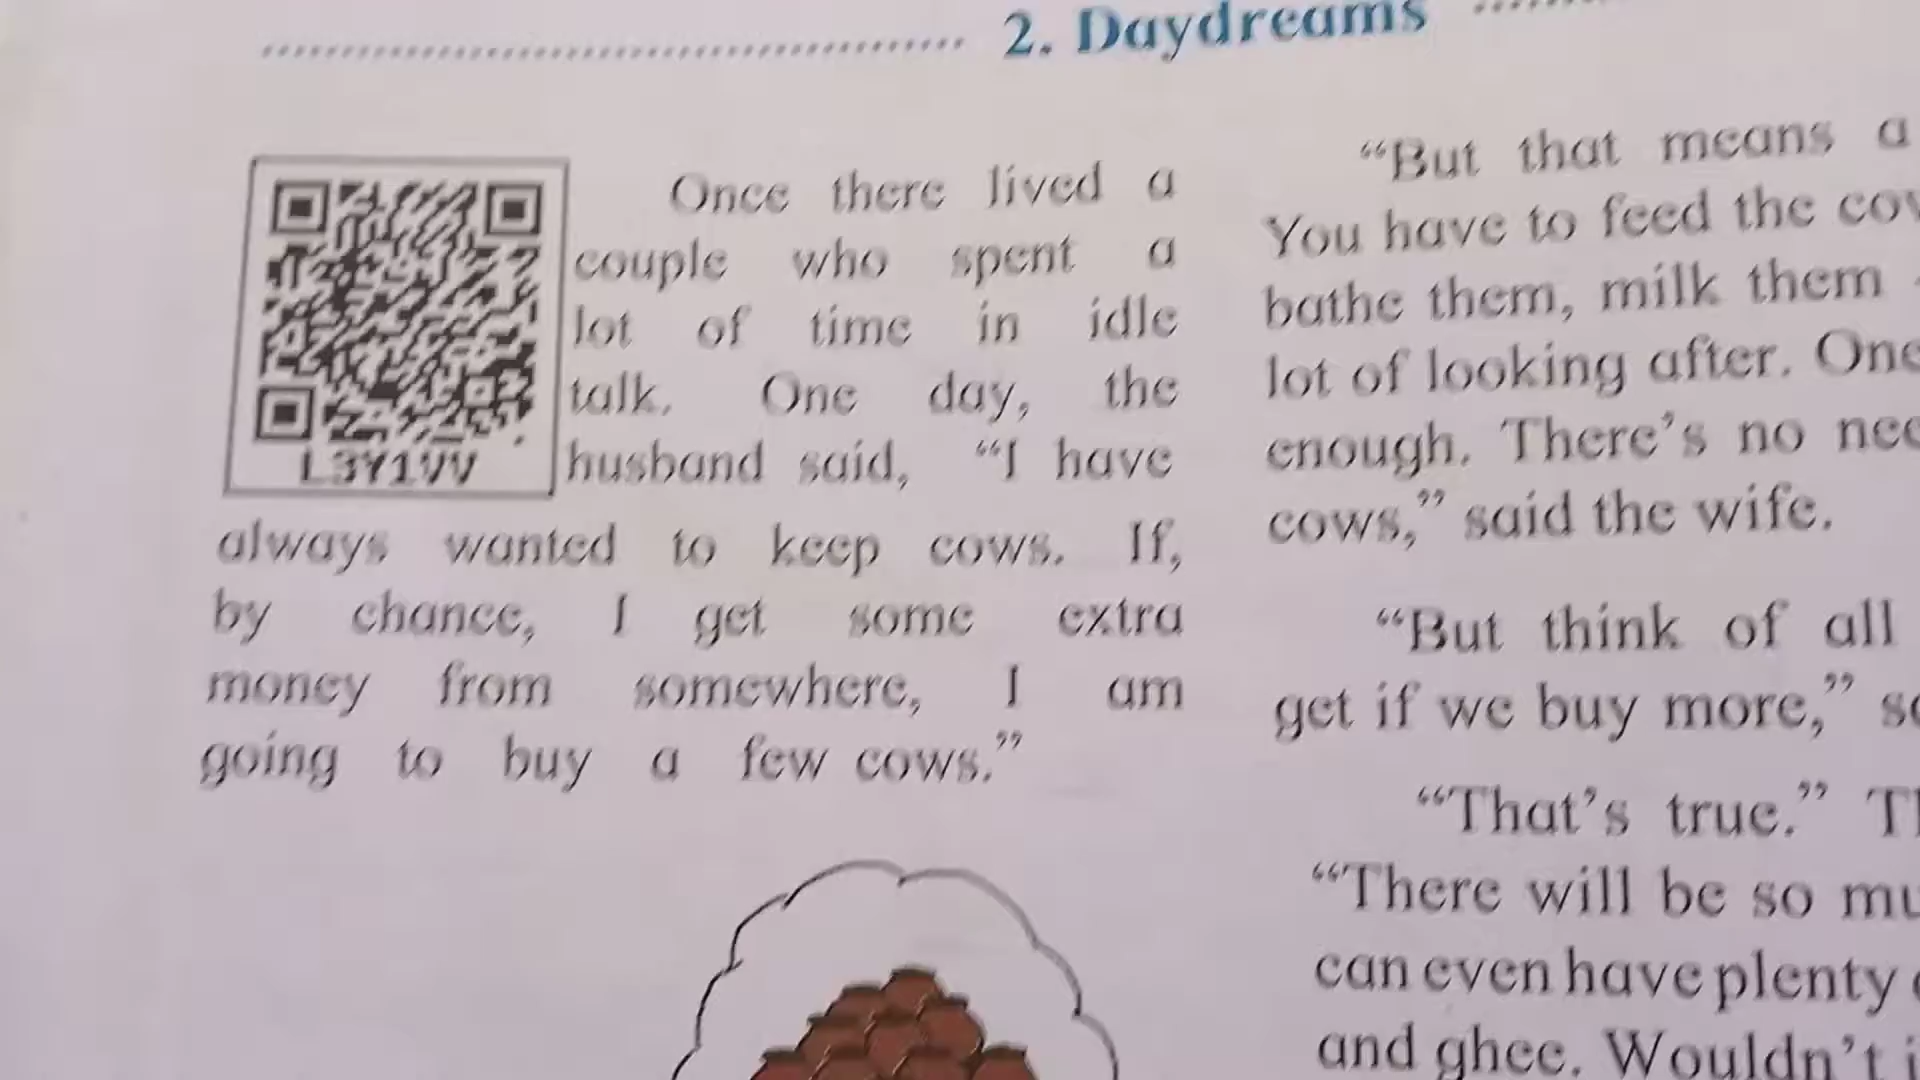 2. Daydreams
Once there lived a
couple who spent a
lot of time in idle
talk. One day, the
husband said, “I have
L3Y1VV
always wanted to keep cows. If,
by chance, I get some extra
money from somewhere, I am
going to buy a few cows.”
“But that means a
You have to feed the
bathe them, milk them
lot of looking after. One
enough. There’s no
cows,” said the wife.
“But think of all
get if we buy more,”
“That’s true.”
“There will be so
can even have plenty
and ghee. Wouldn’t